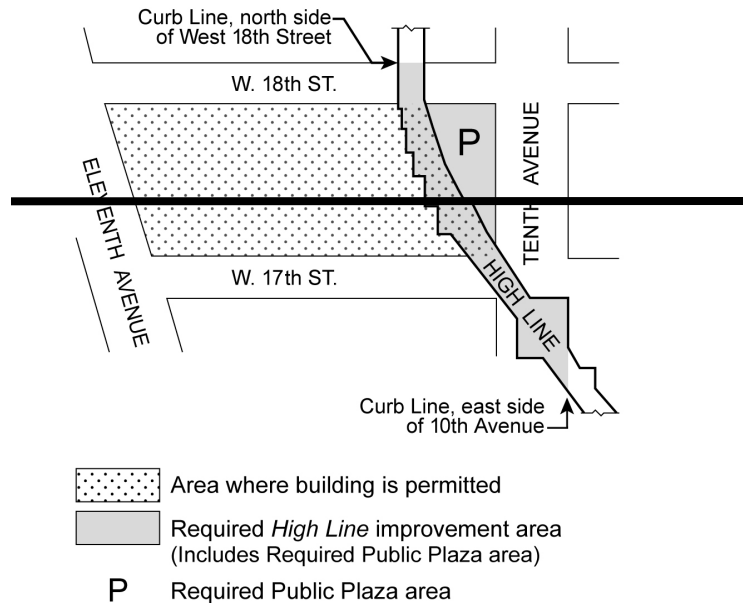 Curb Line, north side
of West 18th Street
W. 18th ST.
P
TENTH AVENUE
ELEVENTH AVENUE
W. 17th ST.
HIGH LINE
Curb Line, east side
of 10th Avenue
Area where building is permitted
Required High Line improvement area
(Includes Required Public Plaza area)
P Required Public Plaza area